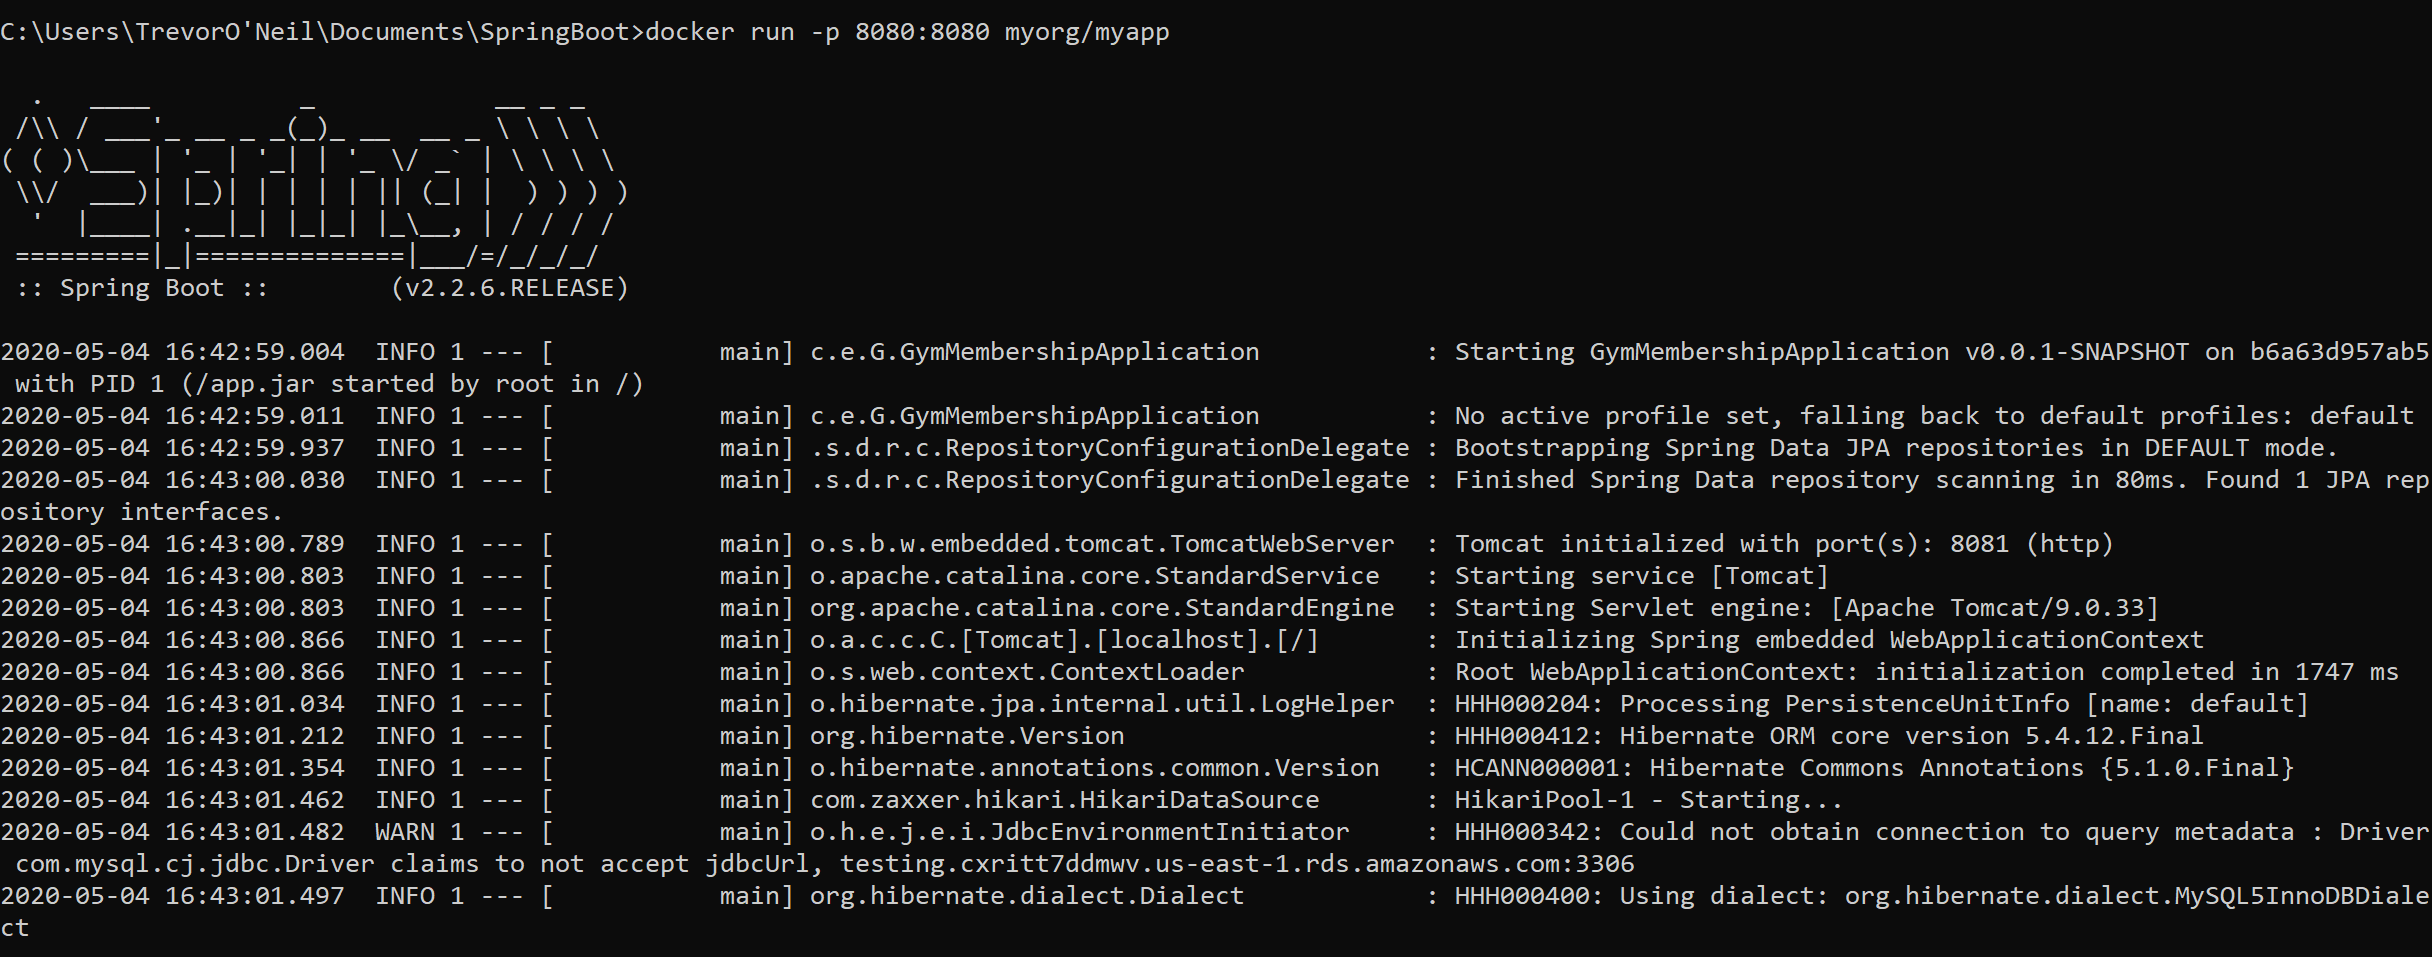 C:\Users\TrevorO'Neil\Documents\SpringBoot>docker run -p 8080:8080 myorg/myapp

  .   ____          _            __ _ _
 /\\ / ___'_ __ _ _(_)_ __  __ _ \ \ \ \
( ( )\___ | '_ | '_| | '_ \/ _` | \ \ \ \
 \\/  ___)| |_)| | | | | || (_| |  ) ) ) )
  '  |____| .__|_| |_|_| |_\__, | / / / /
 =========|_|==============|___/=/_/_/_/
 :: Spring Boot ::        (v2.2.6.RELEASE)

2020-05-04 16:42:59.004  INFO 1 --- [           main] c.e.G.GymMembershipApplication           : Starting GymMembershipApplication v0.0.1-SNAPSHOT on b6a63d957ab5
 with PID 1 (/app.jar started by root in /)
2020-05-04 16:42:59.011  INFO 1 --- [           main] c.e.G.GymMembershipApplication           : No active profile set, falling back to default profiles: default
2020-05-04 16:42:59.937  INFO 1 --- [           main] .s.d.r.c.RepositoryConfigurationDelegate : Bootstrapping Spring Data JPA repositories in DEFAULT mode.
2020-05-04 16:43:00.030  INFO 1 --- [           main] .s.d.r.c.RepositoryConfigurationDelegate : Finished Spring Data repository scanning in 80ms. Found 1 JPA rep
ository interfaces.
2020-05-04 16:43:00.789  INFO 1 --- [           main] o.s.b.w.embedded.tomcat.TomcatWebServer  : Tomcat initialized with port(s): 8081 (http)
2020-05-04 16:43:00.803  INFO 1 --- [           main] o.apache.catalina.core.StandardService   : Starting service [Tomcat]
2020-05-04 16:43:00.803  INFO 1 --- [           main] org.apache.catalina.core.StandardEngine  : Starting Servlet engine: [Apache Tomcat/9.0.33]
2020-05-04 16:43:00.866  INFO 1 --- [           main] o.a.c.c.C.[Tomcat].[localhost].[/]       : Initializing Spring embedded WebApplicationContext
2020-05-04 16:43:00.866  INFO 1 --- [           main] o.s.web.context.ContextLoader            : Root WebApplicationContext: initialization completed in 1747 ms
2020-05-04 16:43:01.034  INFO 1 --- [           main] o.hibernate.jpa.internal.util.LogHelper  : HHH000204: Processing PersistenceUnitInfo [name: default]
2020-05-04 16:43:01.212  INFO 1 --- [           main] org.hibernate.Version                    : HHH000412: Hibernate ORM core version 5.4.12.Final
2020-05-04 16:43:01.354  INFO 1 --- [           main] o.hibernate.annotations.common.Version   : HCANN000001: Hibernate Commons Annotations {5.1.0.Final}
2020-05-04 16:43:01.462  INFO 1 --- [           main] com.zaxxer.hikari.HikariDataSource       : HikariPool-1 - Starting...
2020-05-04 16:43:01.482  WARN 1 --- [           main] o.h.e.j.e.i.JdbcEnvironmentInitiator     : HHH000342: Could not obtain connection to query metadata : Driver
 com.mysql.cj.jdbc.Driver claims to not accept jdbcUrl, testing.cxritt7ddmwv.us-east-1.rds.amazonaws.com:3306
2020-05-04 16:43:01.497  INFO 1 --- [           main] org.hibernate.dialect.Dialect            : HHH000400: Using dialect: org.hibernate.dialect.MySQL5InnoDBDiale
ct